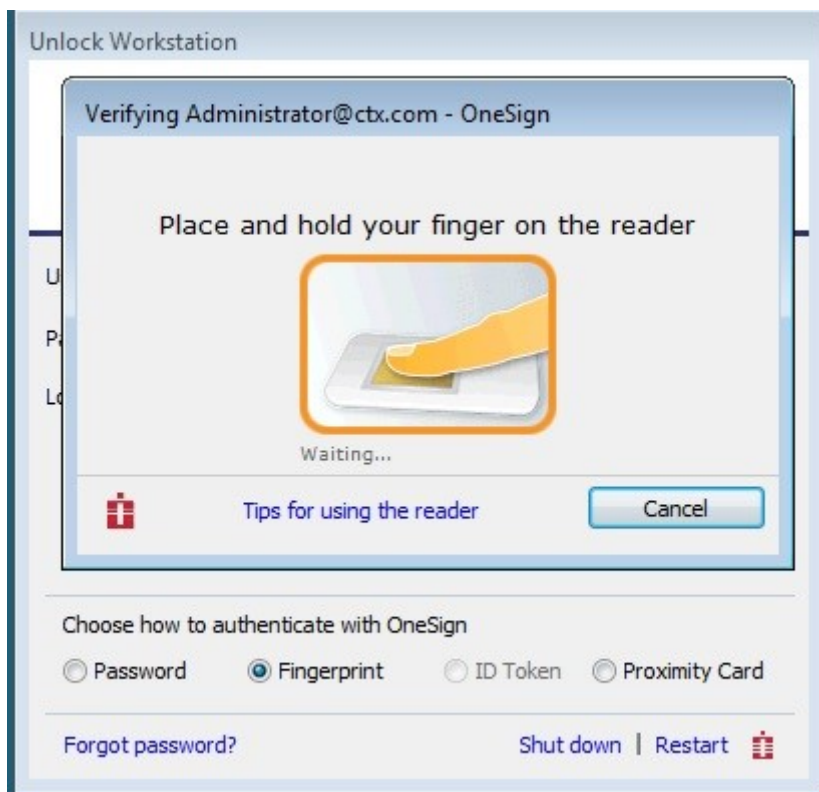 Unlock Workstation
Verifying Administrator@ctx.com - OneSign
Place and hold your finger on the reader
Waiting...
Tips for using the reader
Cancel
Choose how to authenticate with OneSign
Password Fingerprint ID Token Proximity Card
Forgot password? Shut down | Restart